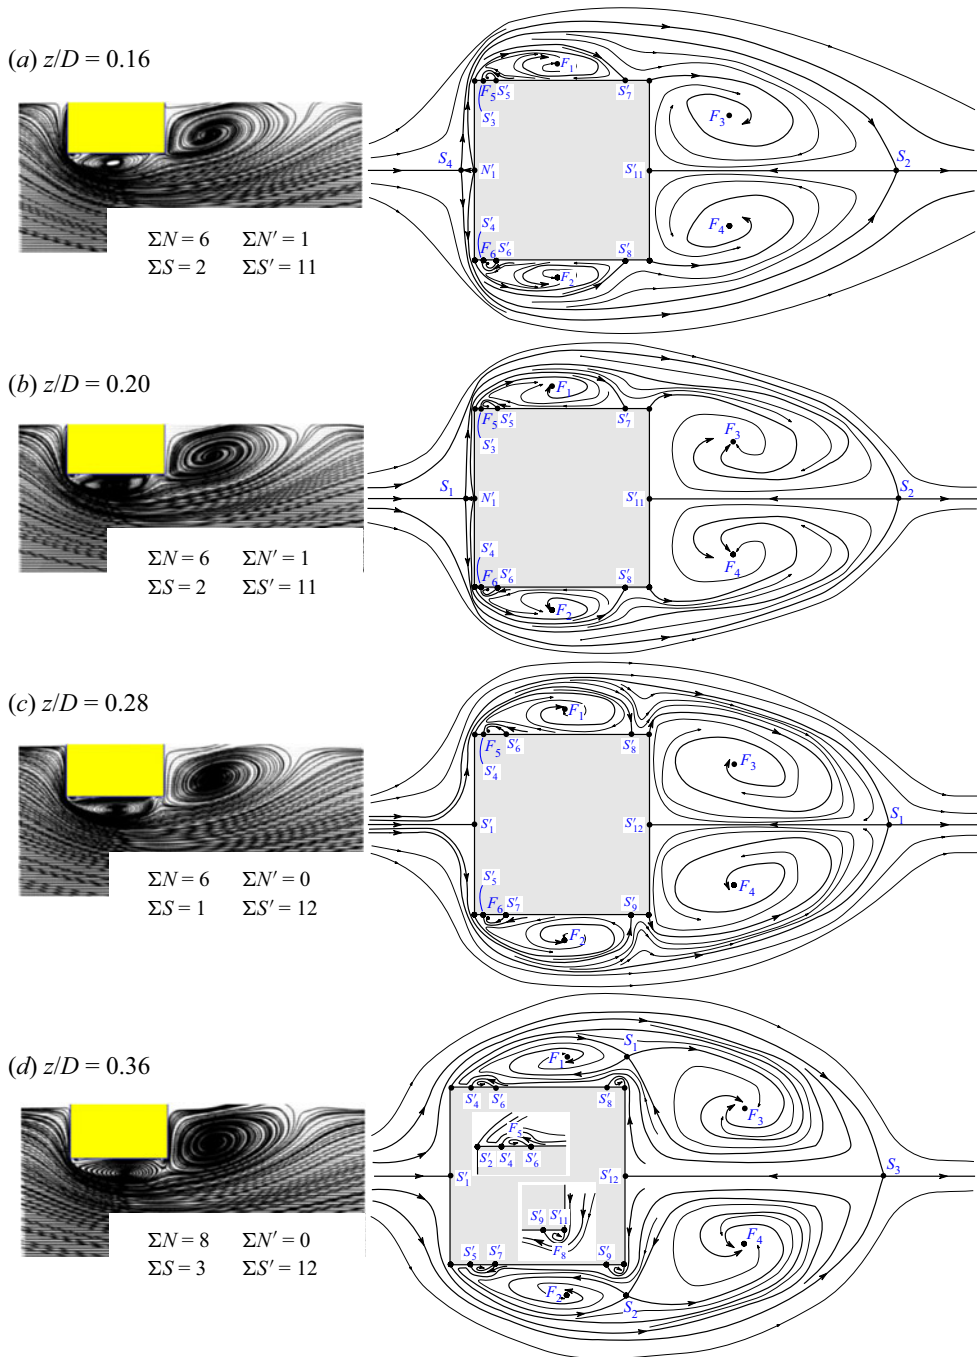 (a) z/D = 0.16
F₁
F₅ S′₅ S′₇
S′₃
F₃
S₄ N′₁ S′₁₁ S₂
S′₄
F₄
F₆ S′₆ S′₈
F₂
ΣN = 6 ΣN′ = 1
ΣS = 2 ΣS′ = 11
(b) z/D = 0.20
F₁
F₅ S′₅ S′₇
S′₃
F₃
S₁ N′₁ S′₁₁ S₂
S′₄
F₄
F₆ S′₆ S′₈
F₂
ΣN = 6 ΣN′ = 1
ΣS = 2 ΣS′ = 11
(c) z/D = 0.28
F₁
F₅ S′₆ S′₈
S′₄
F₃
S′₁ S′₁₂ S₁
S′₅
F₄
F₆ S′₇ S′₉
F₂
ΣN = 6 ΣN′ = 0
ΣS = 1 ΣS′ = 12
(d) z/D = 0.36
F₁ S₁
S′₄ S′₆ S′₈
F₃
F₅
S′₂ S′₄ S′₆
S′₁ S′₁₂ S₃
S′₉ S′₁₁
F₈
F₄
S′₅ S′₇ S′₉
F₂ S₂
ΣN = 8 ΣN′ = 0
ΣS = 3 ΣS′ = 12